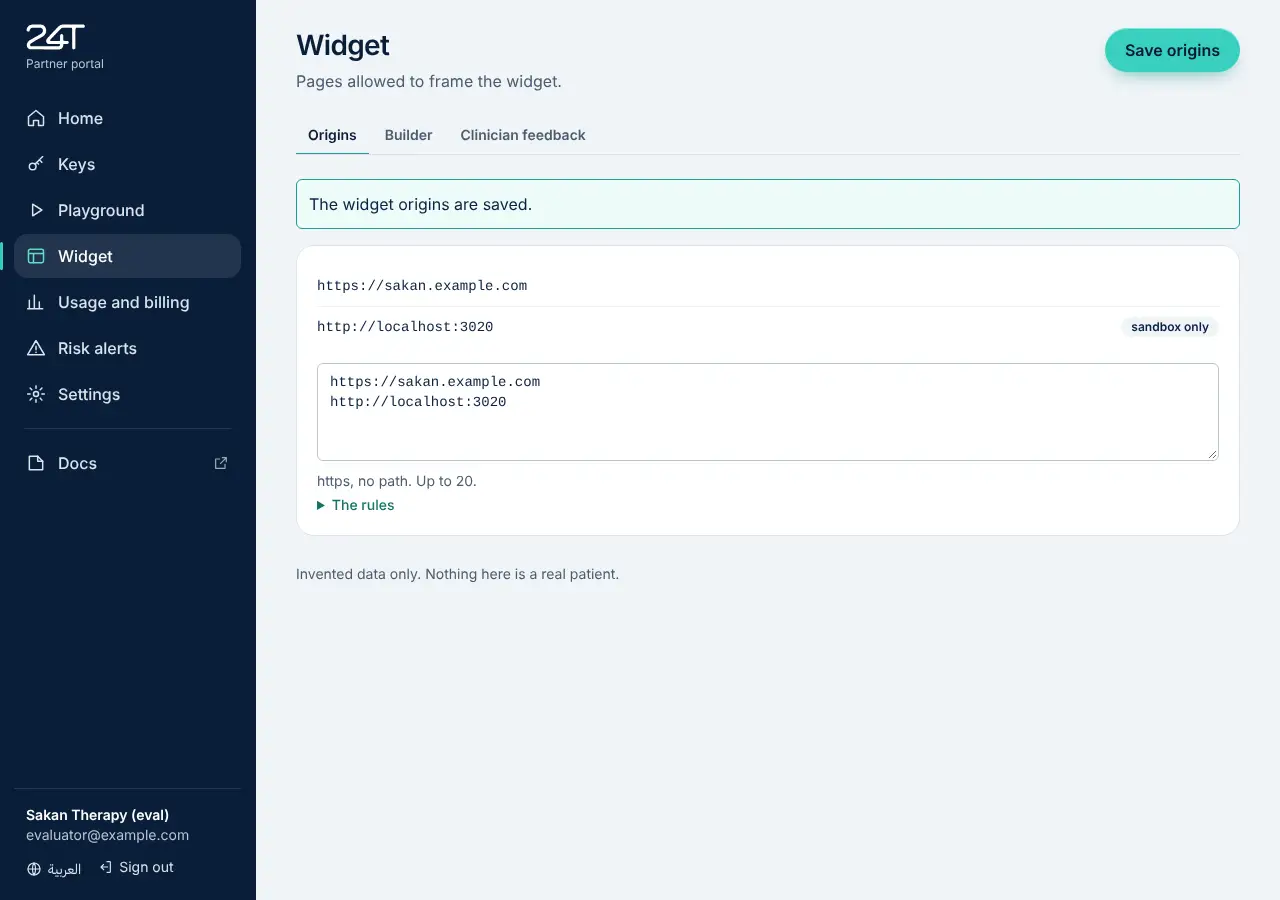 24T
Partner portal
Home
Keys
Playground
Widget
Usage and billing
Risk alerts
Settings
Docs
Sakan Therapy (eval)
evaluator@example.com
العربية
Sign out
Widget
Pages allowed to frame the widget.
Save origins
Origins
Builder
Clinician feedback
The widget origins are saved.
https://sakan.example.com
http://localhost:3020
sandbox only
https://sakan.example.com
http://localhost:3020
https, no path. Up to 20.
The rules
Invented data only. Nothing here is a real patient.